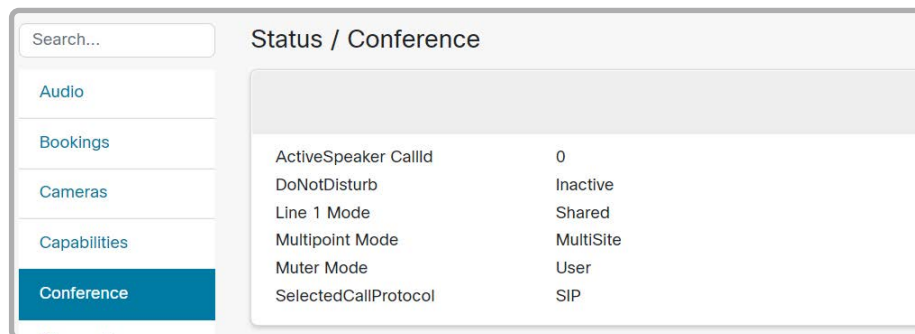 Search...
Audio
Bookings
Cameras
Capabilities
Conference
Status / Conference
ActiveSpeaker CallId 0
DoNotDisturb Inactive
Line 1 Mode Shared
Multipoint Mode MultiSite
Muter Mode User
SelectedCallProtocol SIP